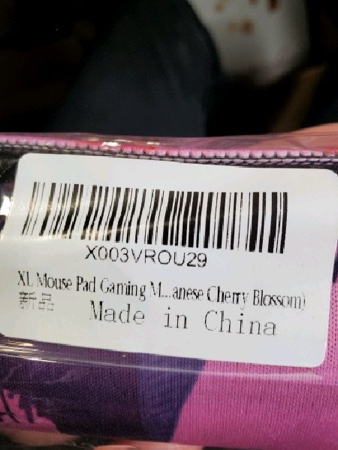 X003VROU29
XL Mouse Pad Gaming M...anese Cherry Blossom)
新品
Made in China